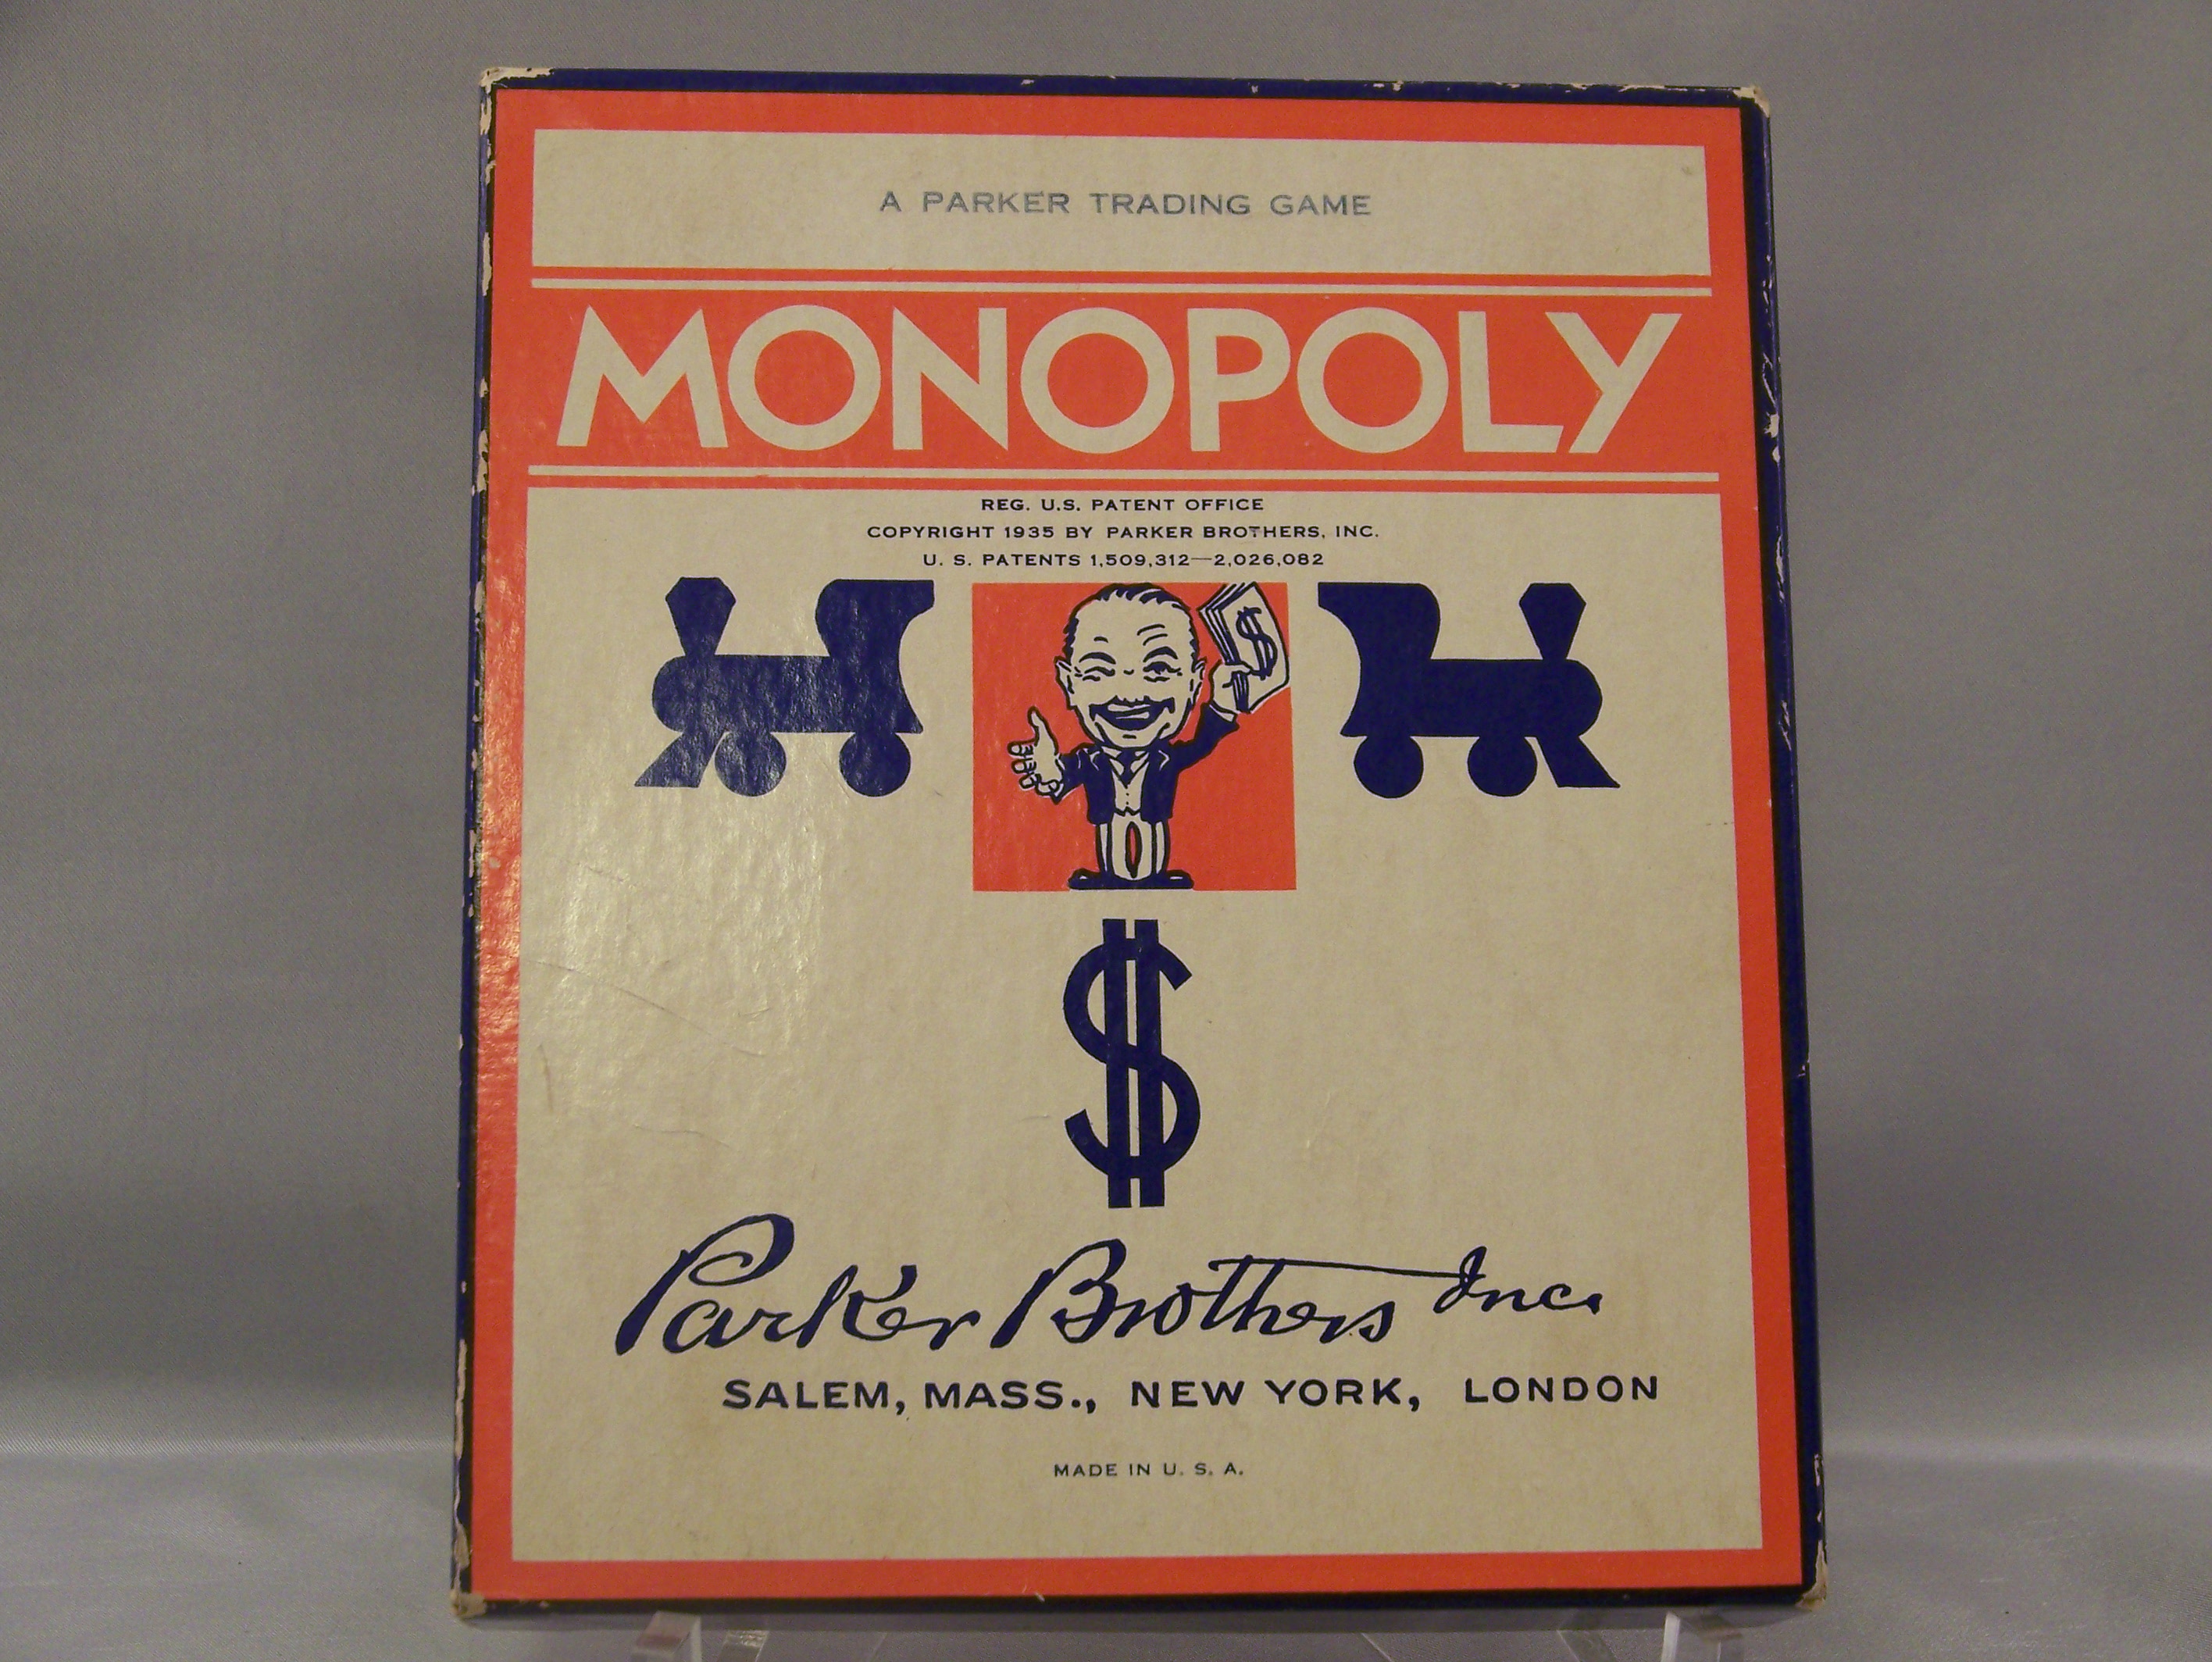 A PARKER TRADING GAME
MONOPOLY
REG. U.S. PATENT OFFICE
COPYRIGHT 1935 BY PARKER BROTHERS, INC.
U. S. PATENTS 1,509,312—2,026,082
$
$
Parker Brothers Inc.
SALEM, MASS., NEW YORK, LONDON
MADE IN U. S. A.